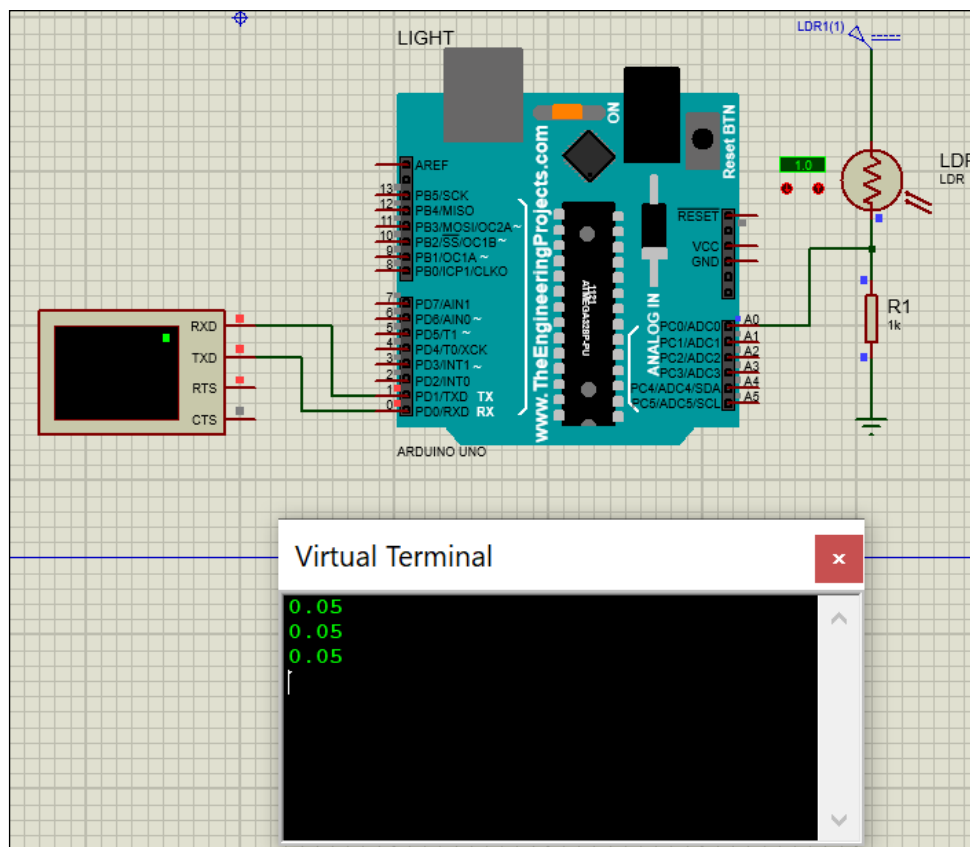 LIGHT
LDR1(1)
ON
Reset BTN
www.TheEngineeringProjects.com
ANALOG IN
1121
ATMEGA328P-PU
AREF
13 PB5/SCK
12 PB4/MISO
11 PB3/MOSI/OC2A~
10 PB2/SS/OC1B~
9 PB1/OC1A~
8 PB0/ICP1/CLKO
7 PD7/AIN1
6 PD6/AIN0~
5 PD5/T1~
4 PD4/T0/XCK
3 PD3/INT1~
2 PD2/INT0
1 PD1/TXD TX
0 PD0/RXD RX
RESET
VCC
GND
PC0/ADC0 A0
PC1/ADC1 A1
PC2/ADC2 A2
PC3/ADC3 A3
PC4/ADC4/SDA A4
PC5/ADC5/SCL A5
ARDUINO UNO
RXD
TXD
RTS
CTS
1.0
LDR
R1
1k
Virtual Terminal
x
0.05
0.05
0.05